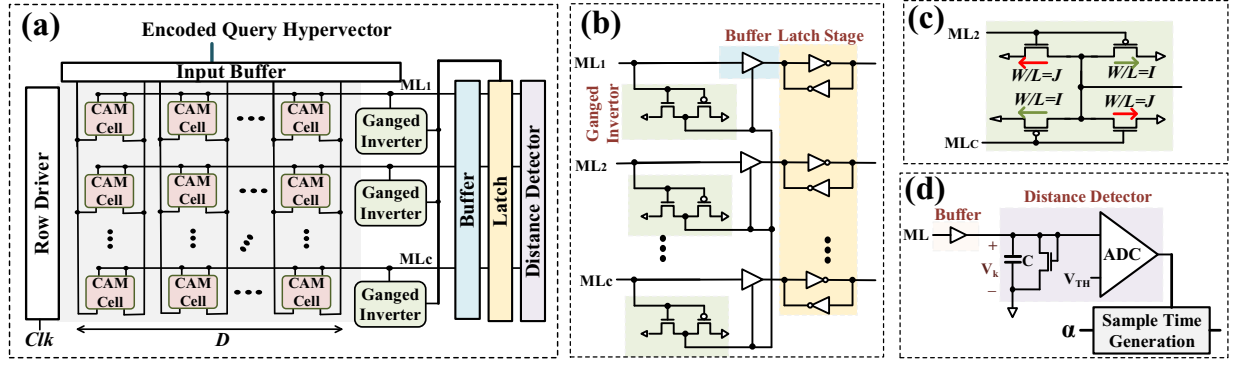 (a)
Encoded Query Hypervector
Input Buffer
Row Driver
CAM
Cell
CAM
Cell
CAM
Cell
ML1
Ganged
Inverter
CAM
Cell
CAM
Cell
CAM
Cell
ML2
Ganged
Inverter
CAM
Cell
CAM
Cell
CAM
Cell
MLc
Ganged
Inverter
Buffer
Latch
Distance Detector
Clk
D
(b)
Buffer
Latch Stage
ML1
Ganged
Invertor
ML2
MLc
(c)
ML2
W/L=J
W/L=I
W/L=I
W/L=J
MLC
(d)
Distance Detector
Buffer
ML
+
Vk
–
C
VTH
ADC
α
Sample Time
Generation